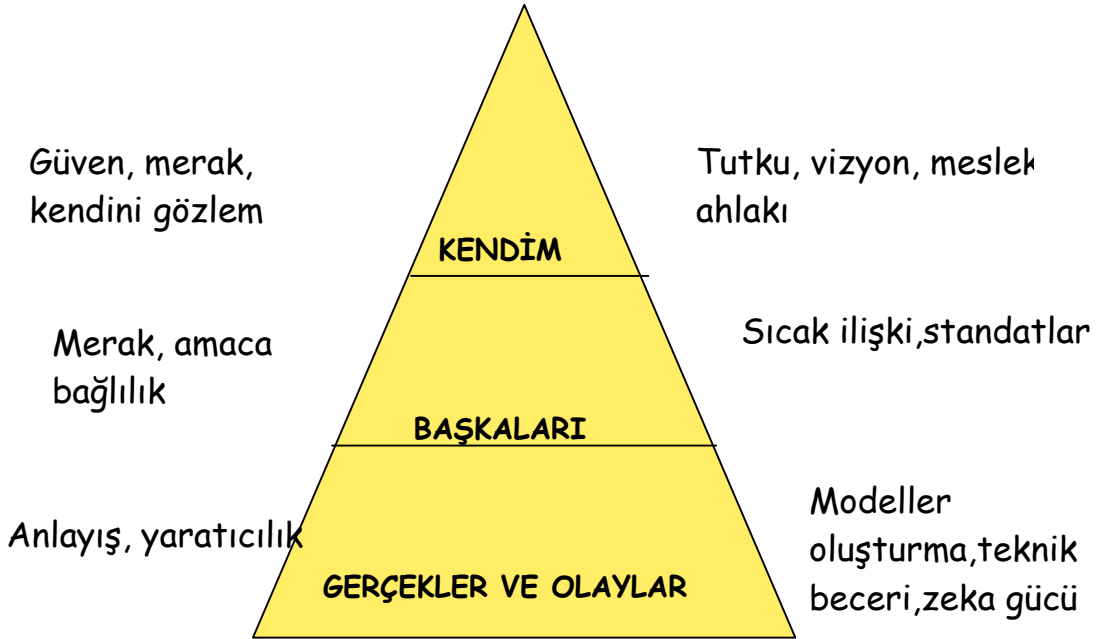 Güven, merak,
kendini gözlem
Tutku, vizyon, meslek
ahlakı
KENDİM
Merak, amaca
bağlılık
Sıcak ilişki,standatlar
BAŞKALARI
Anlayış, yaratıcılık
Modeller
oluşturma,teknik
beceri,zeka gücü
GERÇEKLER VE OLAYLAR